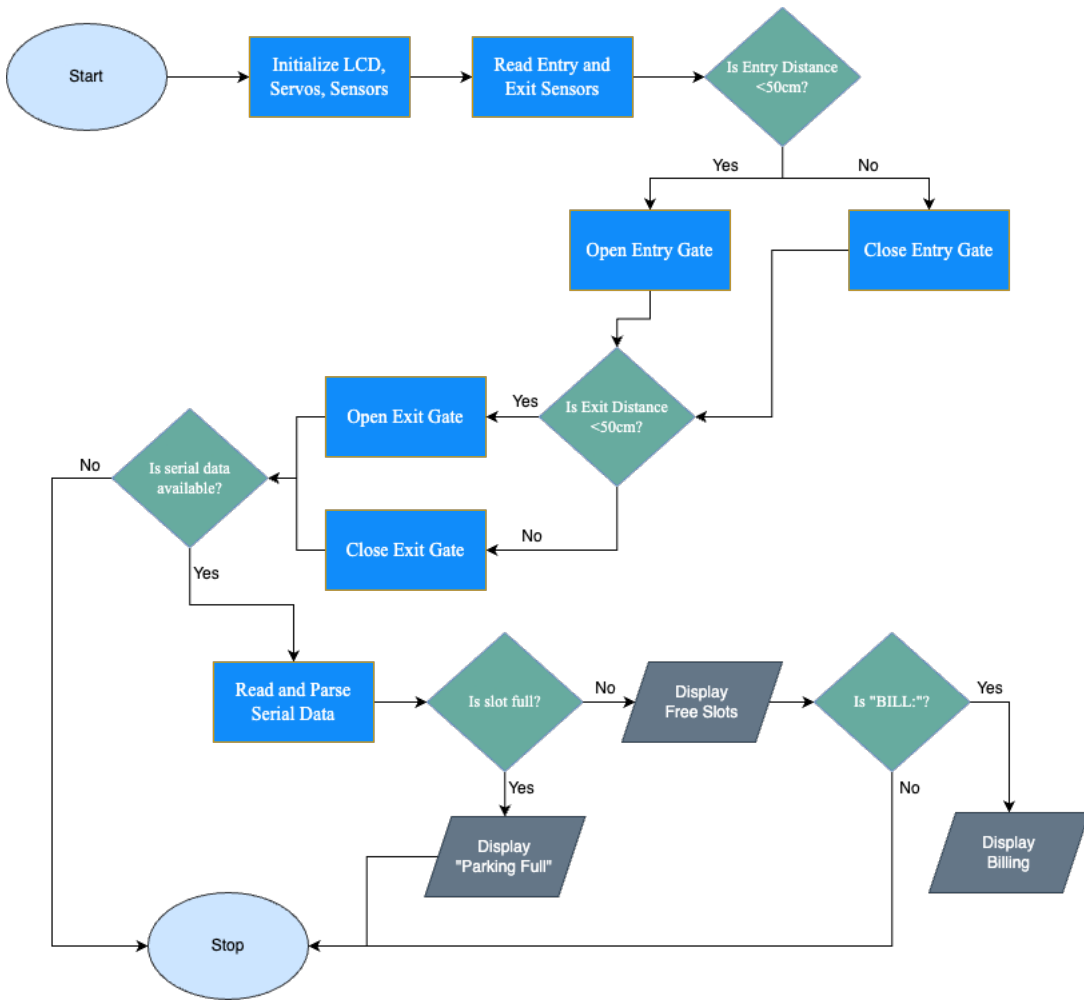 Start
Initialize LCD,
Servos, Sensors
Read Entry and
Exit Sensors
Is Entry Distance
<50cm?
Yes
No
Open Entry Gate
Close Entry Gate
Is Exit Distance
<50cm?
Yes
Open Exit Gate
No
Close Exit Gate
Is serial data
available?
No
Yes
Read and Parse
Serial Data
Is slot full?
No
Display
Free Slots
Is "BILL:"?
Yes
Yes
No
Display
"Parking Full"
Display
Billing
Stop